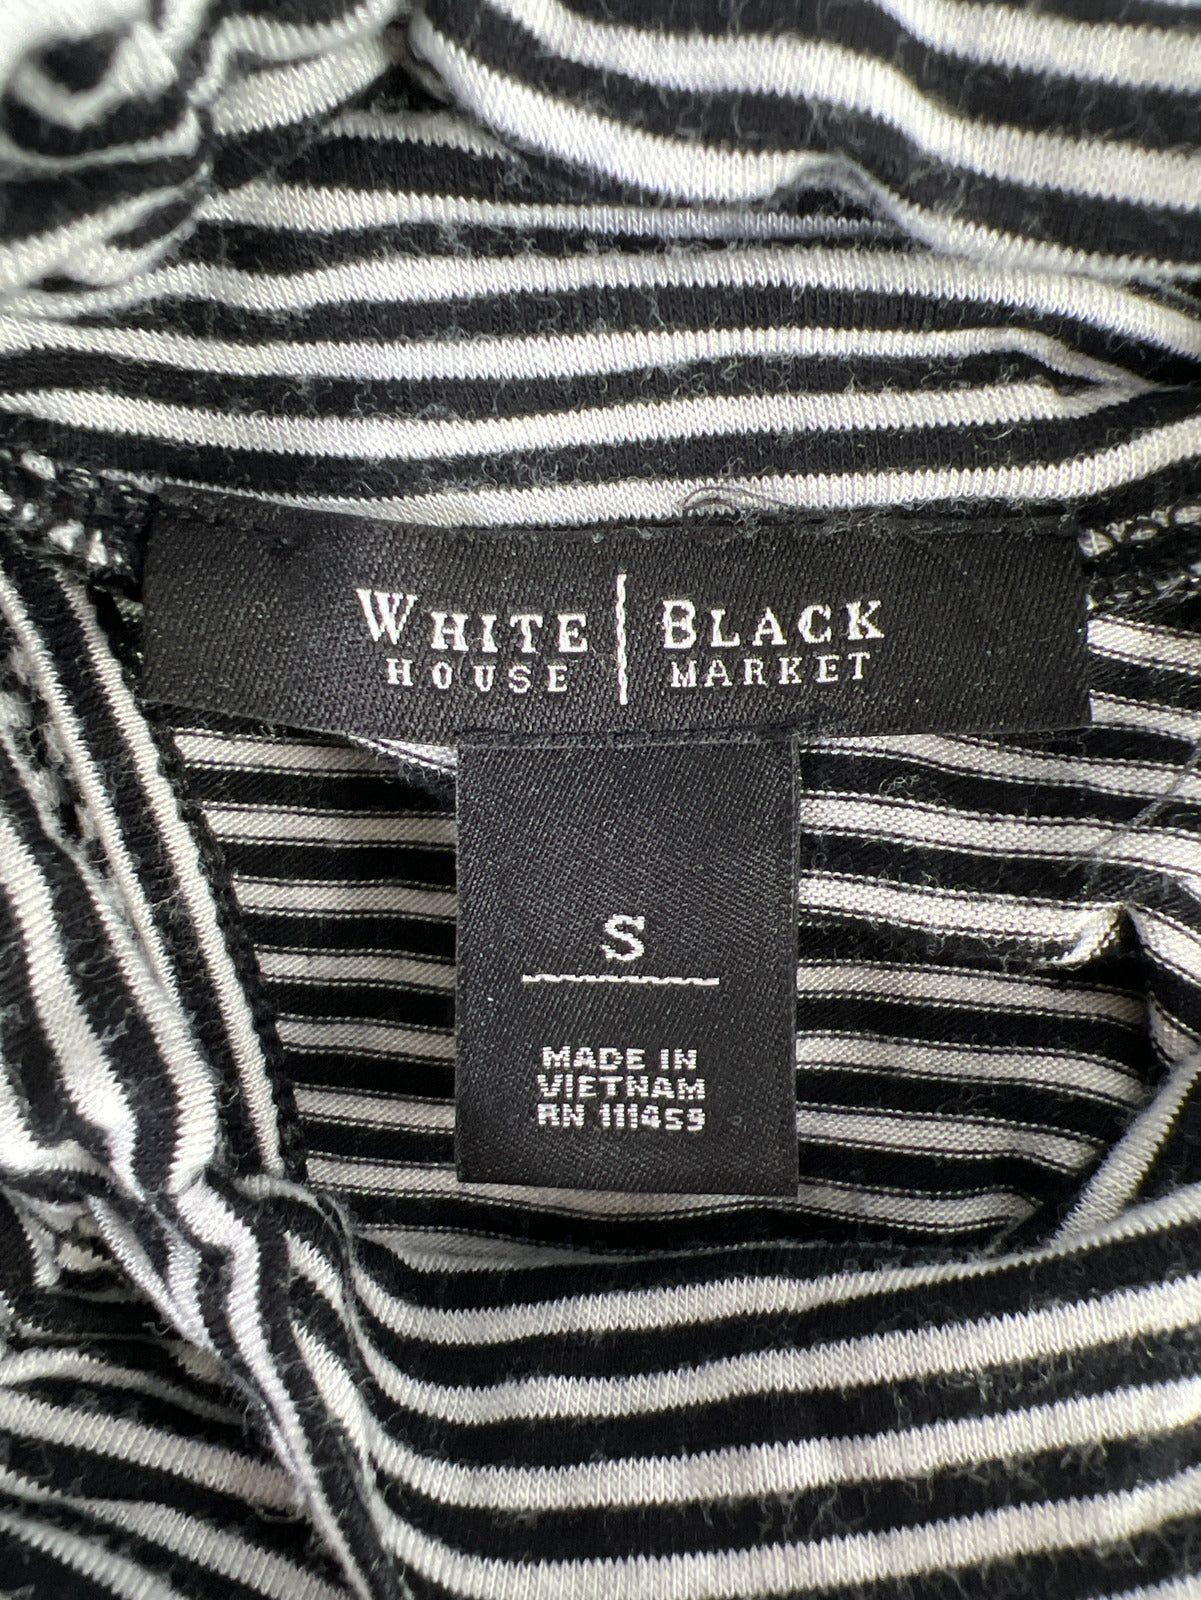 WHITE | BLACK
HOUSE | MARKET
S
MADE IN
VIETNAM
RN 111459